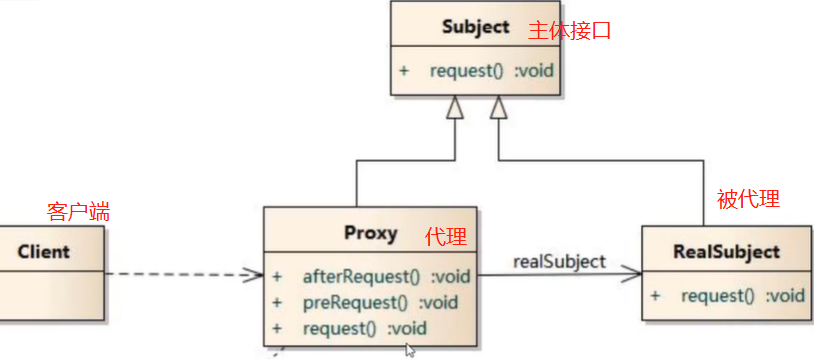 Subject
主体接口
+ request() :void
客户端
Client
Proxy
代理
+ afterRequest() :void
+ preRequest() :void
+ request() :void
realSubject
被代理
RealSubject
+ request() :void